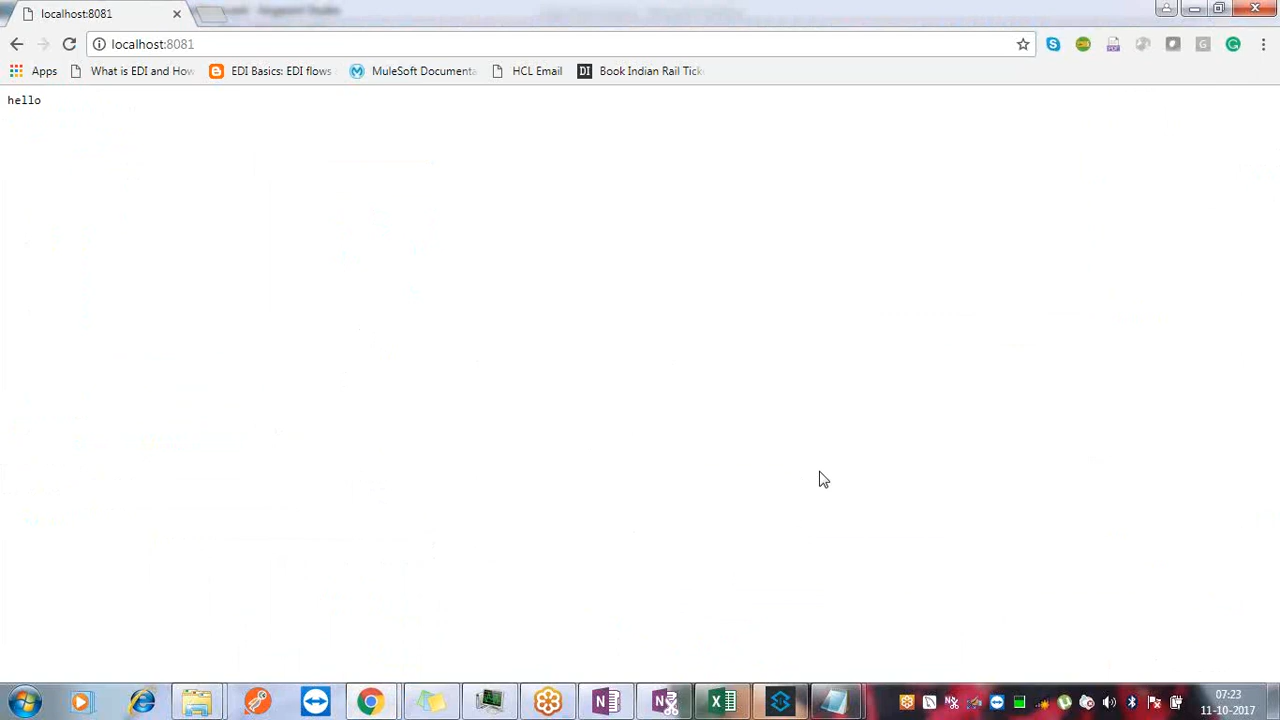 localhost:8081
localhost:8081
Apps What is EDI and How EDI Basics: EDI flows MuleSoft Documenta HCL Email DI Book Indian Rail Tick
hello
07:23
11-10-2017